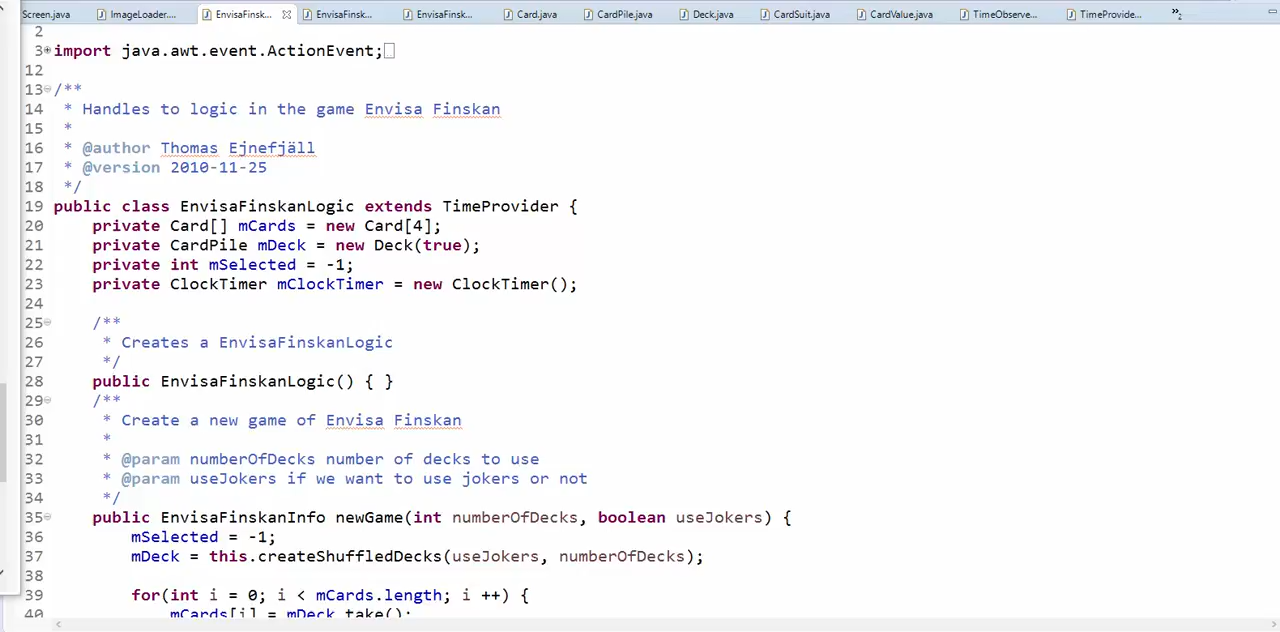 Screen.java ImageLoader.... EnvisaFinsk... EnvisaFinsk... EnvisaFinsk... Card.java CardPile.java Deck.java CardSuit.java CardValue.java TimeObserve... TimeProvide... »2
2
3 import java.awt.event.ActionEvent;
12
13 /**
14 * Handles to logic in the game Envisa Finskan
15 *
16 * @author Thomas Ejnefjäll
17 * @version 2010-11-25
18 */
19 public class EnvisaFinskanLogic extends TimeProvider {
20 private Card[] mCards = new Card[4];
21 private CardPile mDeck = new Deck(true);
22 private int mSelected = -1;
23 private ClockTimer mClockTimer = new ClockTimer();
24
25 /**
26 * Creates a EnvisaFinskanLogic
27 */
28 public EnvisaFinskanLogic() { }
29 /**
30 * Create a new game of Envisa Finskan
31 *
32 * @param numberOfDecks number of decks to use
33 * @param useJokers if we want to use jokers or not
34 */
35 public EnvisaFinskanInfo newGame(int numberOfDecks, boolean useJokers) {
36 mSelected = -1;
37 mDeck = this.createShuffledDecks(useJokers, numberOfDecks);
38
39 for(int i = 0; i < mCards.length; i ++) {
40 mCards[i] = mDeck.take();